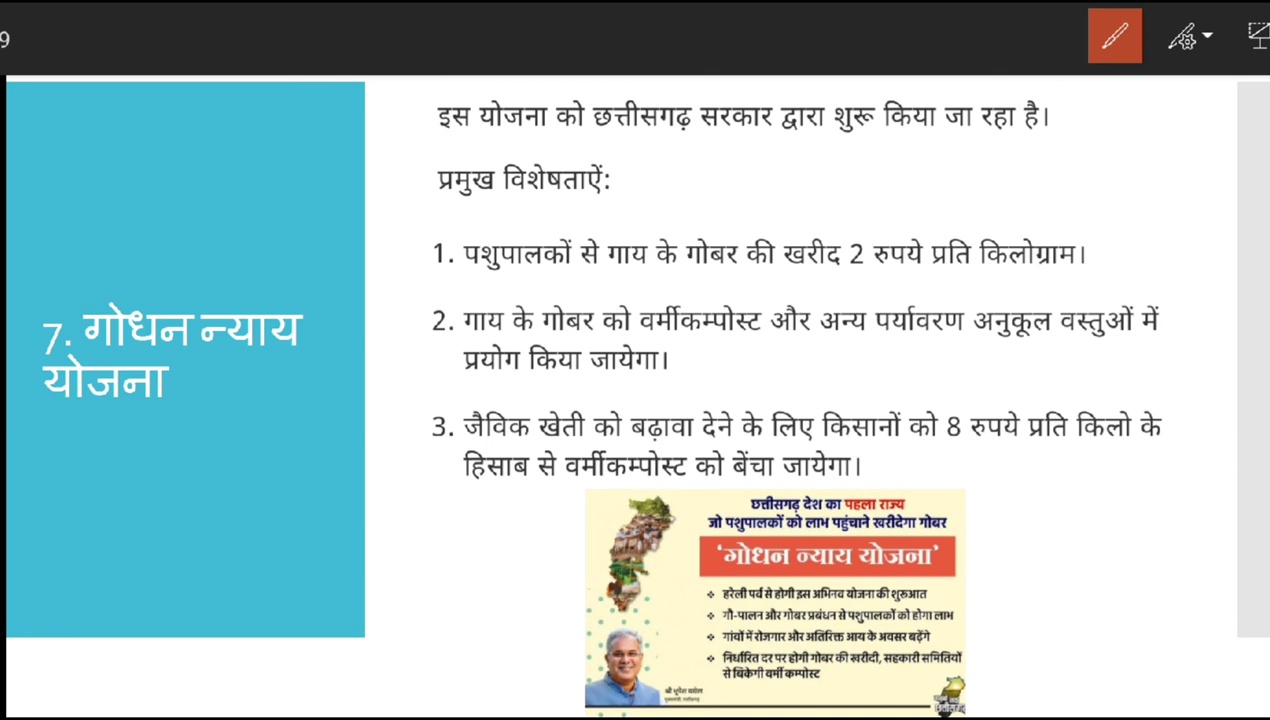 9
इस योजना को छत्तीसगढ़ सरकार द्वारा शुरू किया जा रहा है।
प्रमुख विशेषताऐं:
1. पशुपालकों से गाय के गोबर की खरीद 2 रुपये प्रति किलोग्राम।
7. गोधन न्याय
योजना
2. गाय के गोबर को वर्मीकम्पोस्ट और अन्य पर्यावरण अनुकूल वस्तुओं में
प्रयोग किया जायेगा।
3. जैविक खेती को बढ़ावा देने के लिए किसानों को 8 रुपये प्रति किलो के
हिसाब से वर्मीकम्पोस्ट को बेंचा जायेगा।
छत्तीसगढ़ देश का पहला राज्य
जो पशुपालकों को लाभ पहुंचाने खरीदेगा गोबर
'गोधन न्याय योजना'
❖ हरेली पर्व से होगी इस अभिनव योजना की शुरूआत
❖ गौ-पालन और गोबर प्रबंधन से पशुपालकों को होगा लाभ
❖ गांवों में रोजगार और अतिरिक्त आय के अवसर बढ़ेंगे
❖ निर्धारित दर पर होगी गोबर की खरीदी, सहकारी समितियों
से बिकेगी वर्मी कम्पोस्ट
श्री भूपेश बघेल